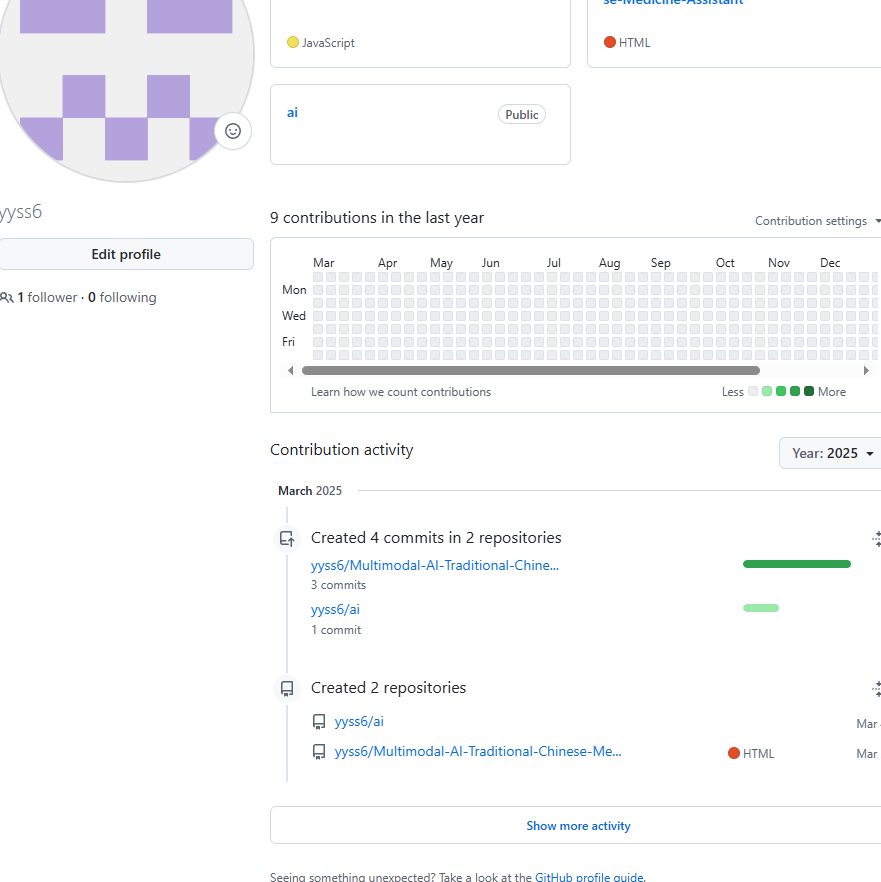 se-Medicine-Assistant
JavaScript
HTML
ai
Public
yyss6
Edit profile
1 follower · 0 following
9 contributions in the last year
Contribution settings
Mar Apr May Jun Jul Aug Sep Oct Nov Dec
Mon
Wed
Fri
Learn how we count contributions
Less
More
Contribution activity
Year: 2025
March 2025
Created 4 commits in 2 repositories
yyss6/Multimodal-AI-Traditional-Chine...
3 commits
yyss6/ai
1 commit
Created 2 repositories
yyss6/ai
Mar
yyss6/Multimodal-AI-Traditional-Chinese-Me...
HTML
Mar
Show more activity
Seeing something unexpected? Take a look at the GitHub profile guide.